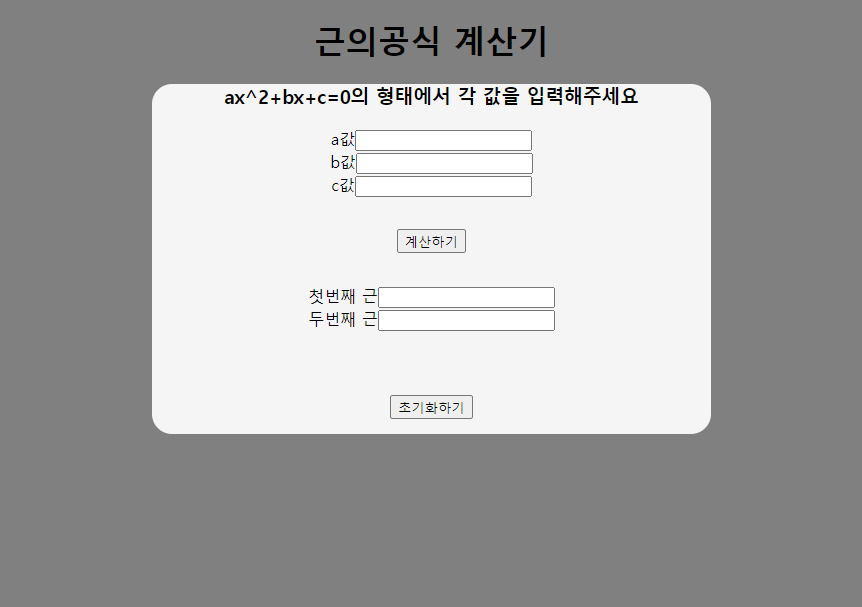 근의공식 계산기
ax^2+bx+c=0의 형태에서 각 값을 입력해주세요
a값
b값
c값
계산하기
첫번째 근
두번째 근
초기화하기